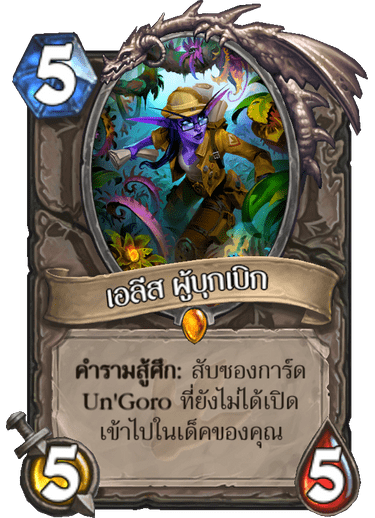 5
เอลีส ผู้บุกเบิก
คำรามสู้ศึก: สับซองการ์ด
Un'Goro ที่ยังไม่ได้เปิด
เข้าไปในเด็คของคุณ
5
5